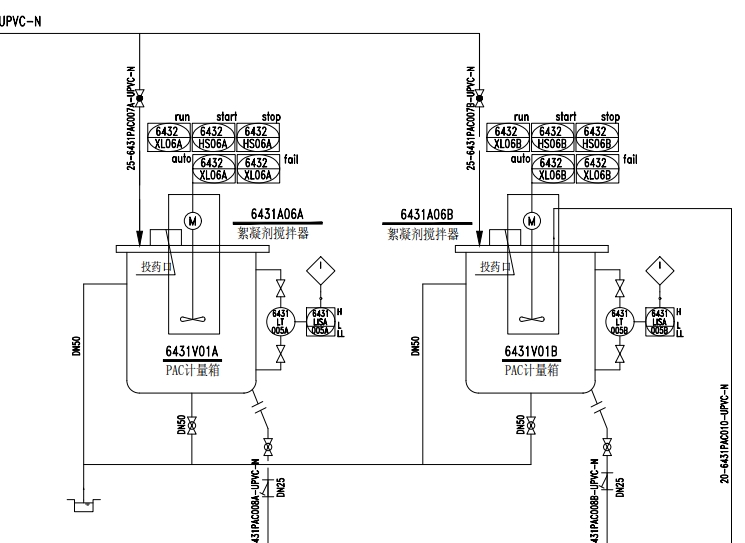 UPVC-N
25-6431PAC007A-UPVC-N
run start stop
6432 XL06A
6432 HS06A
6432 HS06A
auto fail
6432 XL06A
6432 XL06A
M
6431A06A
絮凝剂搅拌器
投药口
I
6431 LT 005A
6431 LISA 005A
H
L
LL
DN50
6431V01A
PAC计量箱
DN50
431PAC008A-UPVC-N
DN25
25-6431PAC007B-UPVC-N
run start stop
6432 XL06B
6432 HS06B
6432 HS06B
auto fail
6432 XL06B
6432 XL06B
M
6431A06B
絮凝剂搅拌器
投药口
I
6431 LT 005B
6431 LISA 005B
H
L
LL
DN50
6431V01B
PAC计量箱
DN50
431PAC008B-UPVC-N
DN25
20-6431PAC010-UPVC-N